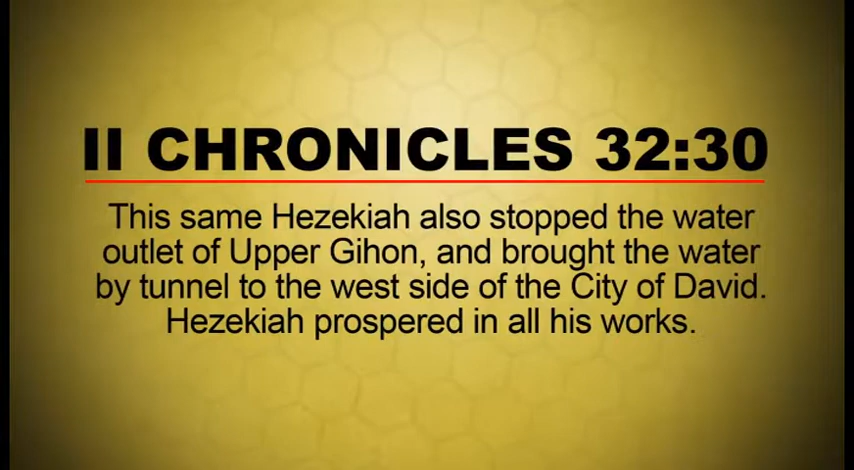 II CHRONICLES 32:30
This same Hezekiah also stopped the water
outlet of Upper Gihon, and brought the water
by tunnel to the west side of the City of David.
Hezekiah prospered in all his works.